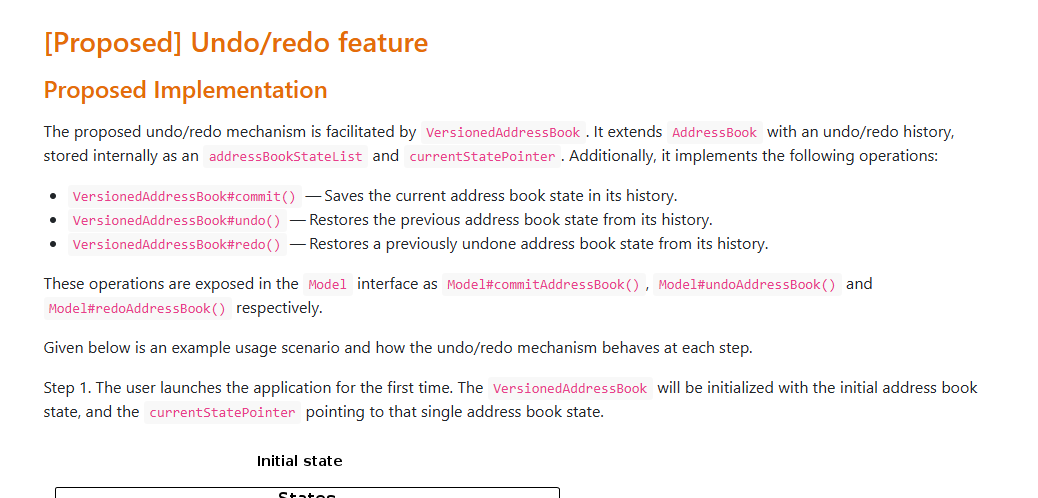 [Proposed] Undo/redo feature
Proposed Implementation
The proposed undo/redo mechanism is facilitated by VersionedAddressBook. It extends AddressBook with an undo/redo history,
stored internally as an addressBookStateList and currentStatePointer. Additionally, it implements the following operations:
• VersionedAddressBook#commit() — Saves the current address book state in its history.
• VersionedAddressBook#undo() — Restores the previous address book state from its history.
• VersionedAddressBook#redo() — Restores a previously undone address book state from its history.
These operations are exposed in the Model interface as Model#commitAddressBook(), Model#undoAddressBook() and
Model#redoAddressBook() respectively.
Given below is an example usage scenario and how the undo/redo mechanism behaves at each step.
Step 1. The user launches the application for the first time. The VersionedAddressBook will be initialized with the initial address book
state, and the currentStatePointer pointing to that single address book state.
Initial state
States